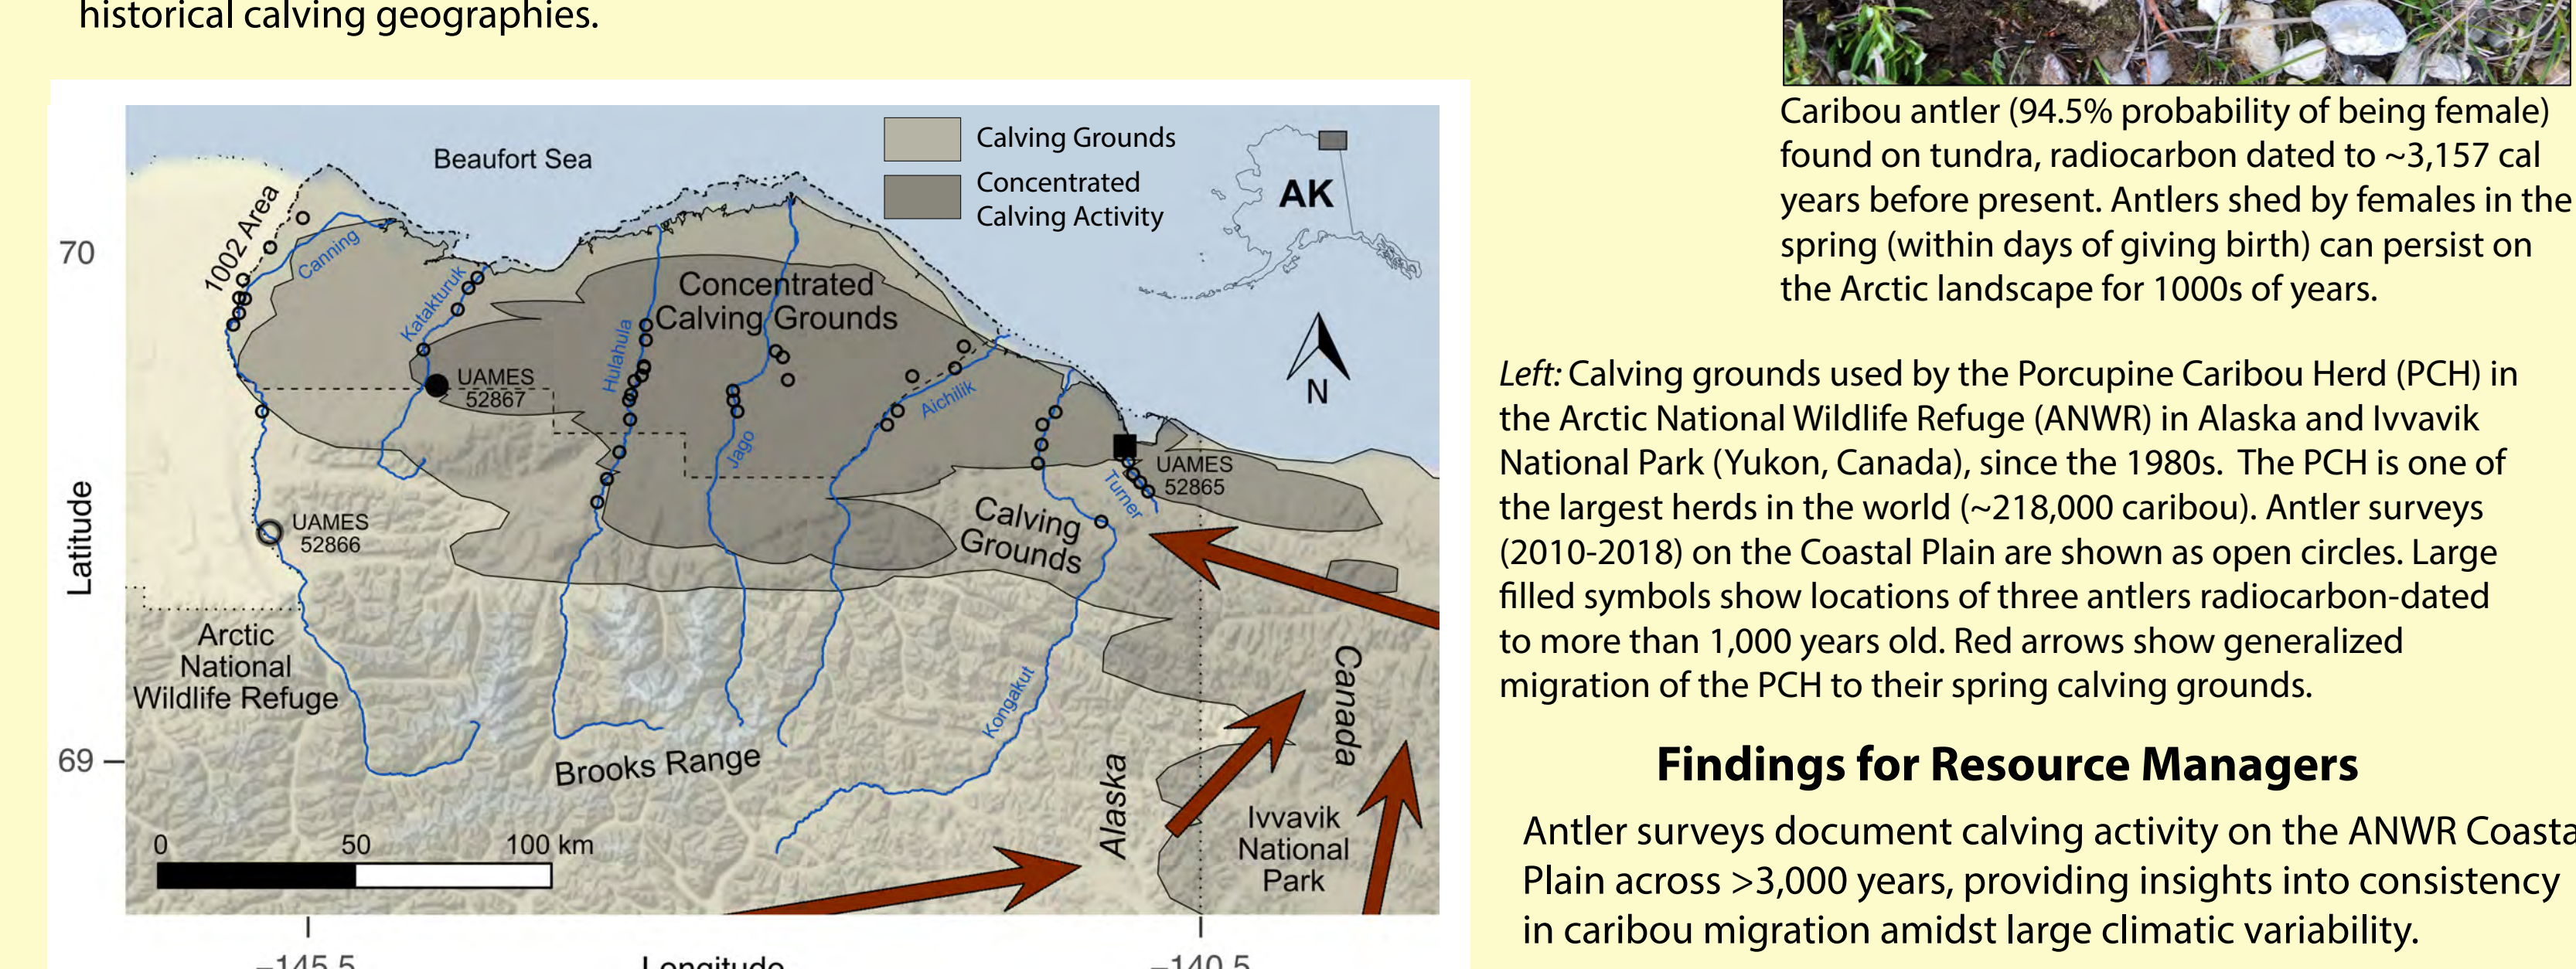 historical calving geographies.
Caribou antler (94.5% probability of being female)
found on tundra, radiocarbon dated to ~3,157 cal
years before present. Antlers shed by females in the
spring (within days of giving birth) can persist on
the Arctic landscape for 1000s of years.
Calving Grounds
Concentrated
Calving Activity
Beaufort Sea
AK
1002 Area
70
Canning
Katakturuk
Concentrated
Calving Grounds
Hulahula
N
UAMES
52867
Aichilik
Jago
UAMES
52865
Turner
Latitude
UAMES
52866
Calving
Grounds
Arctic
National
Wildlife Refuge
Kongakut
Canada
69
Brooks Range
Alaska
Ivvavik
National
Park
0 50 100 km
−145.5 −140.5
Longitude
Left: Calving grounds used by the Porcupine Caribou Herd (PCH) in
the Arctic National Wildlife Refuge (ANWR) in Alaska and Ivvavik
National Park (Yukon, Canada), since the 1980s. The PCH is one of
the largest herds in the world (~218,000 caribou). Antler surveys
(2010-2018) on the Coastal Plain are shown as open circles. Large
filled symbols show locations of three antlers radiocarbon-dated
to more than 1,000 years old. Red arrows show generalized
migration of the PCH to their spring calving grounds.
Findings for Resource Managers
Antler surveys document calving activity on the ANWR Coasta
Plain across >3,000 years, providing insights into consistency
in caribou migration amidst large climatic variability.